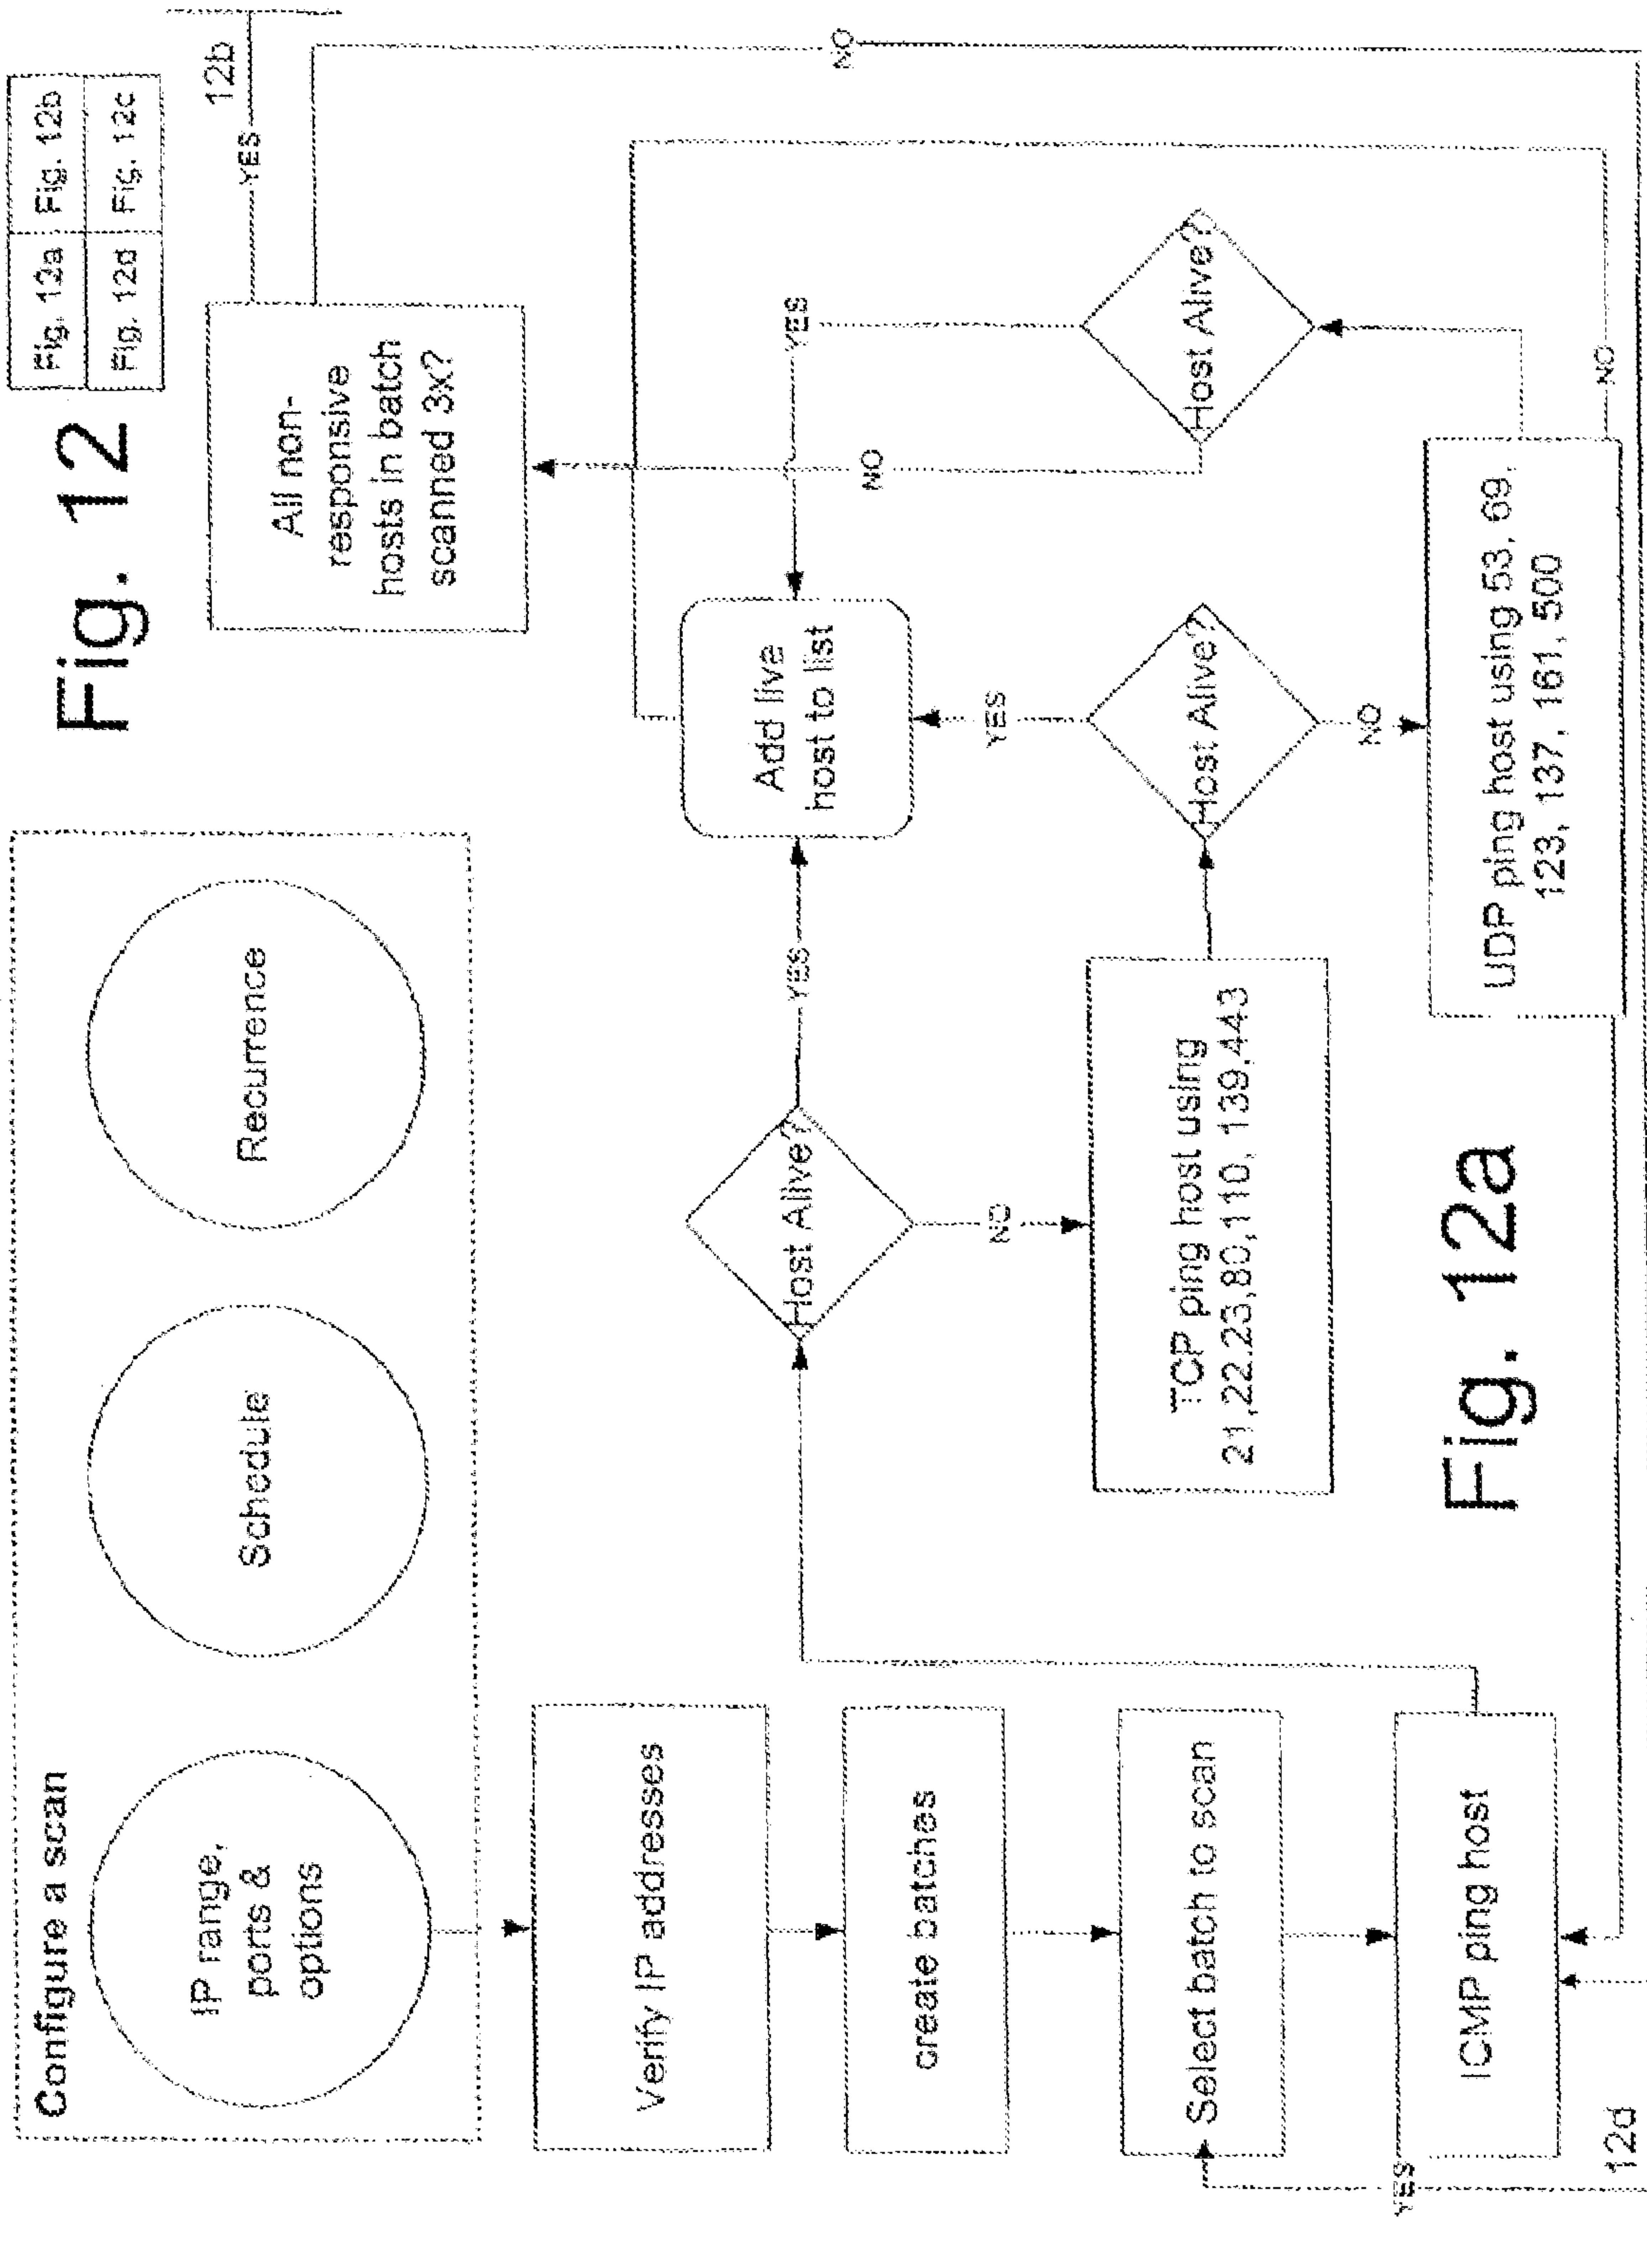 Fig. 12
Fig. 12a
Fig. 12b
Fig. 12d
Fig. 12c
Configure a scan
IP range,
ports &
options
Schedule
Recurrence
Verify IP addresses
create batches
Select batch to scan
ICMP ping host
YES
12d
Host Alive?
YES
NO
TCP ping host using
21,22,23,80,110, 139,443
Add live
host to list
Host Alive?
YES
NO
UDP ping host using 53, 69,
123, 137, 161, 500
Host Alive?
YES
NO
NO
All non-
responsive
hosts in batch
scanned 3x?
YES
12b
NO
Fig. 12a